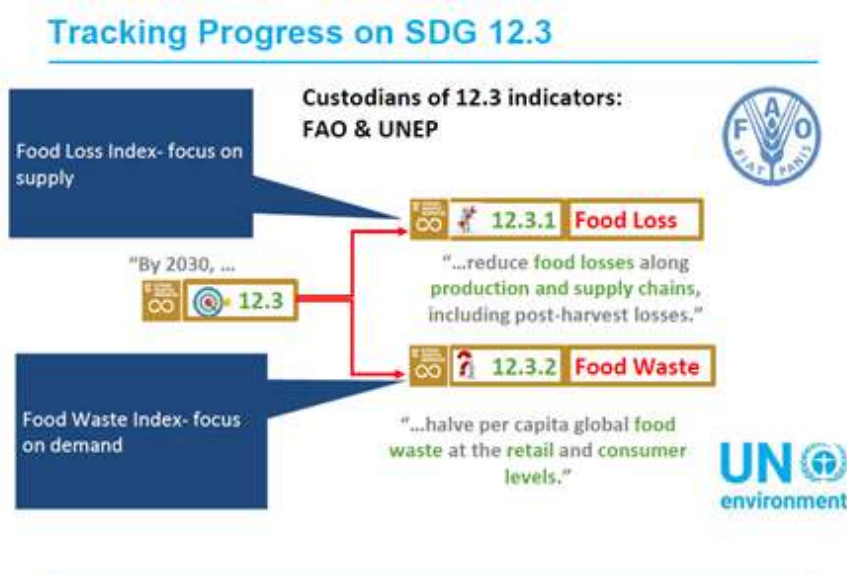 Tracking Progress on SDG 12.3
Custodians of 12.3 indicators:
FAO & UNEP
Food Loss Index- focus on
supply
F A O
FIAT PANIS
12.3.1 Food Loss
"By 2030, ...
12.3
"...reduce food losses along
production and supply chains,
including post-harvest losses."
12.3.2 Food Waste
Food Waste Index- focus
on demand
"...halve per capita global food
waste at the retail and consumer
levels."
UN
environment